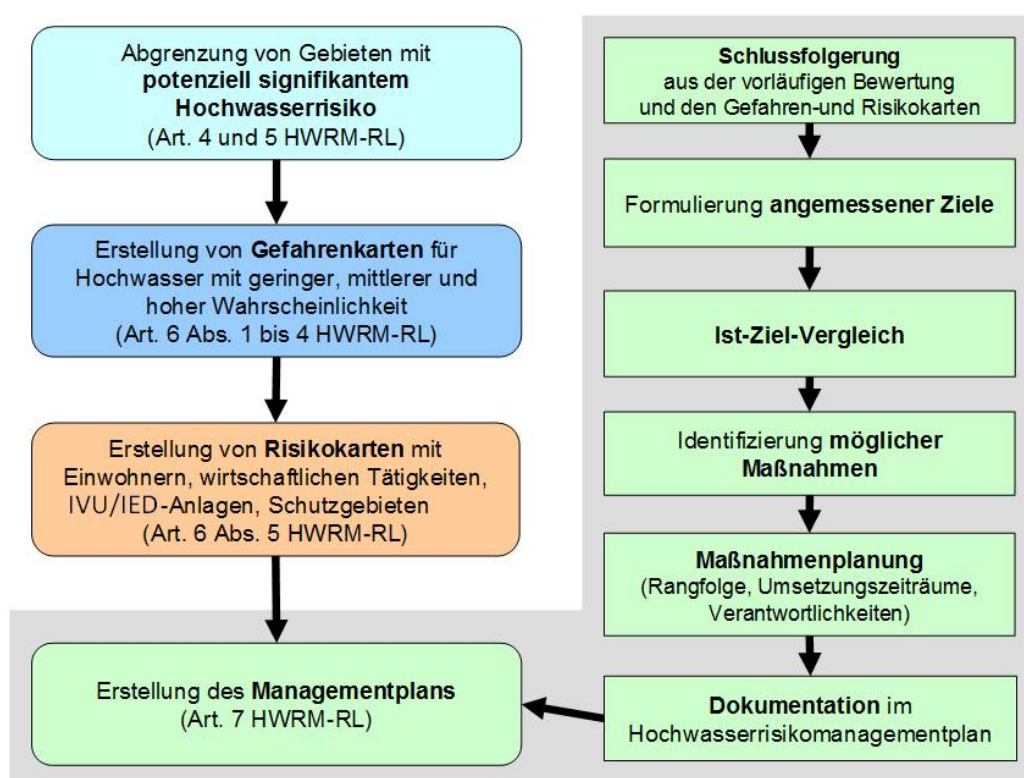 Abgrenzung von Gebieten mit
potenziell signifikantem
Hochwasserrisiko
(Art. 4 und 5 HWRM-RL)
Erstellung von Gefahrenkarten für
Hochwasser mit geringer, mittlerer und
hoher Wahrscheinlichkeit
(Art. 6 Abs. 1 bis 4 HWRM-RL)
Erstellung von Risikokarten mit
Einwohnern, wirtschaftlichen Tätigkeiten,
IVU/IED-Anlagen, Schutzgebieten
(Art. 6 Abs. 5 HWRM-RL)
Erstellung des Managementplans
(Art. 7 HWRM-RL)
Schlussfolgerung
aus der vorläufigen Bewertung
und den Gefahren-und Risikokarten
Formulierung angemessener Ziele
Ist-Ziel-Vergleich
Identifizierung möglicher
Maßnahmen
Maßnahmenplanung
(Rangfolge, Umsetzungszeiträume,
Verantwortlichkeiten)
Dokumentation im
Hochwasserrisikomanagementplan